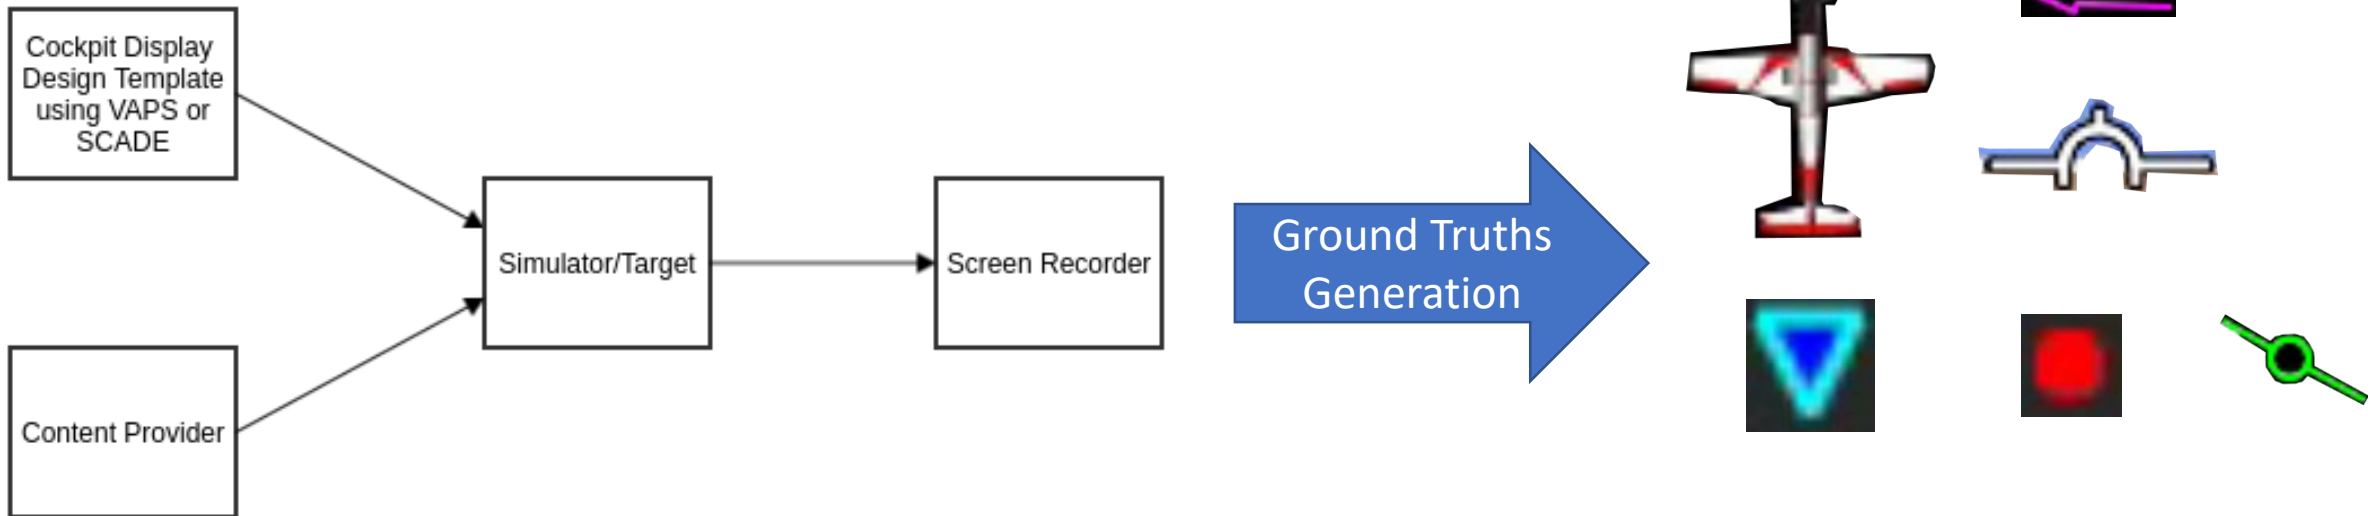 Cockpit Display
Design Template
using VAPS or
SCADE
Simulator/Target
Screen Recorder
Content Provider
Ground Truths
Generation